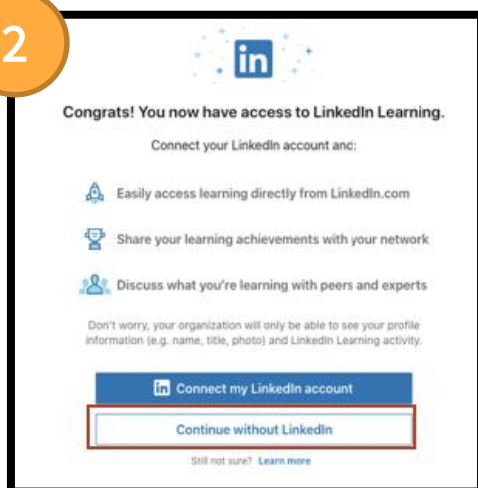 2
in
Congrats! You now have access to LinkedIn Learning.
Connect your LinkedIn account and:
Easily access learning directly from LinkedIn.com
Share your learning achievements with your network
Discuss what you're learning with peers and experts
Don't worry, your organization will only be able to see your profile
information (e.g. name, title, photo) and LinkedIn Learning activity.
in Connect my LinkedIn account
Continue without LinkedIn
Still not sure? Learn more